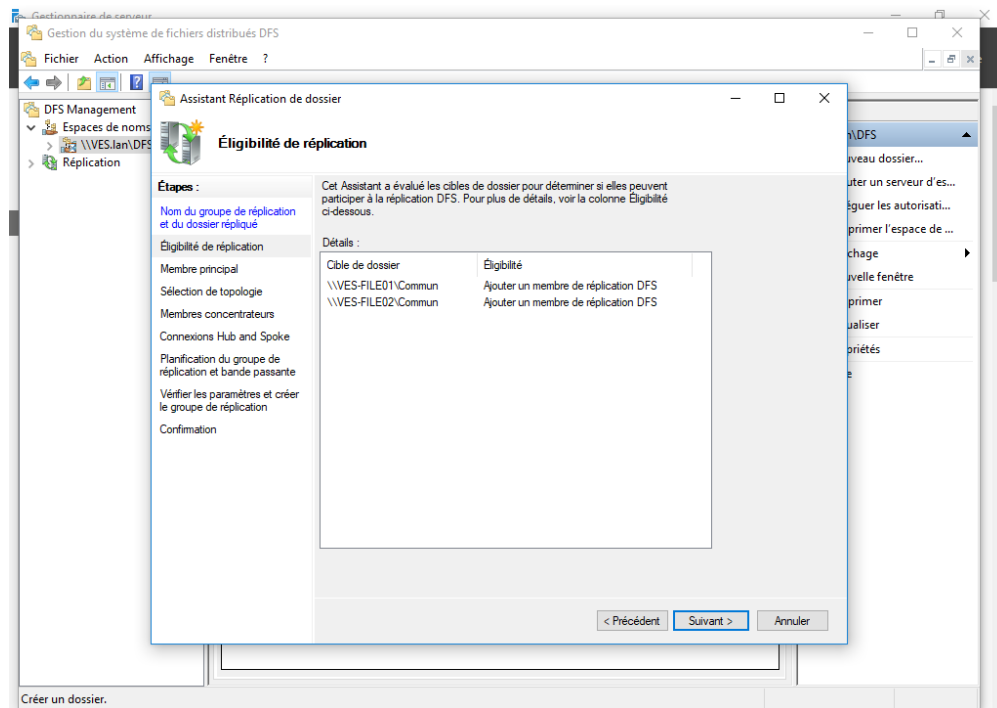 Gestionnaire de serveur
Gestion du système de fichiers distribués DFS
Fichier Action Affichage Fenêtre ?
DFS Management
Espaces de noms
\\VES.lan\DFS
Réplication
Assistant Réplication de dossier
Éligibilité de réplication
Étapes :
Nom du groupe de réplication
et du dossier répliqué
Éligibilité de réplication
Membre principal
Sélection de topologie
Membres concentrateurs
Connexions Hub and Spoke
Planification du groupe de
réplication et bande passante
Vérifier les paramètres et créer
le groupe de réplication
Confirmation
Cet Assistant a évalué les cibles de dossier pour déterminer si elles peuvent
participer à la réplication DFS. Pour plus de détails, voir la colonne Éligibilité
ci-dessous.
Détails :
Cible de dossier Éligibilité
\\VES-FILE01\Commun Ajouter un membre de réplication DFS
\\VES-FILE02\Commun Ajouter un membre de réplication DFS
< Précédent Suivant > Annuler
n\DFS
uveau dossier...
uter un serveur d'es...
éguer les autorisati...
primer l'espace de ...
chage
uvelle fenêtre
primer
ualiser
priétés
e
Créer un dossier.